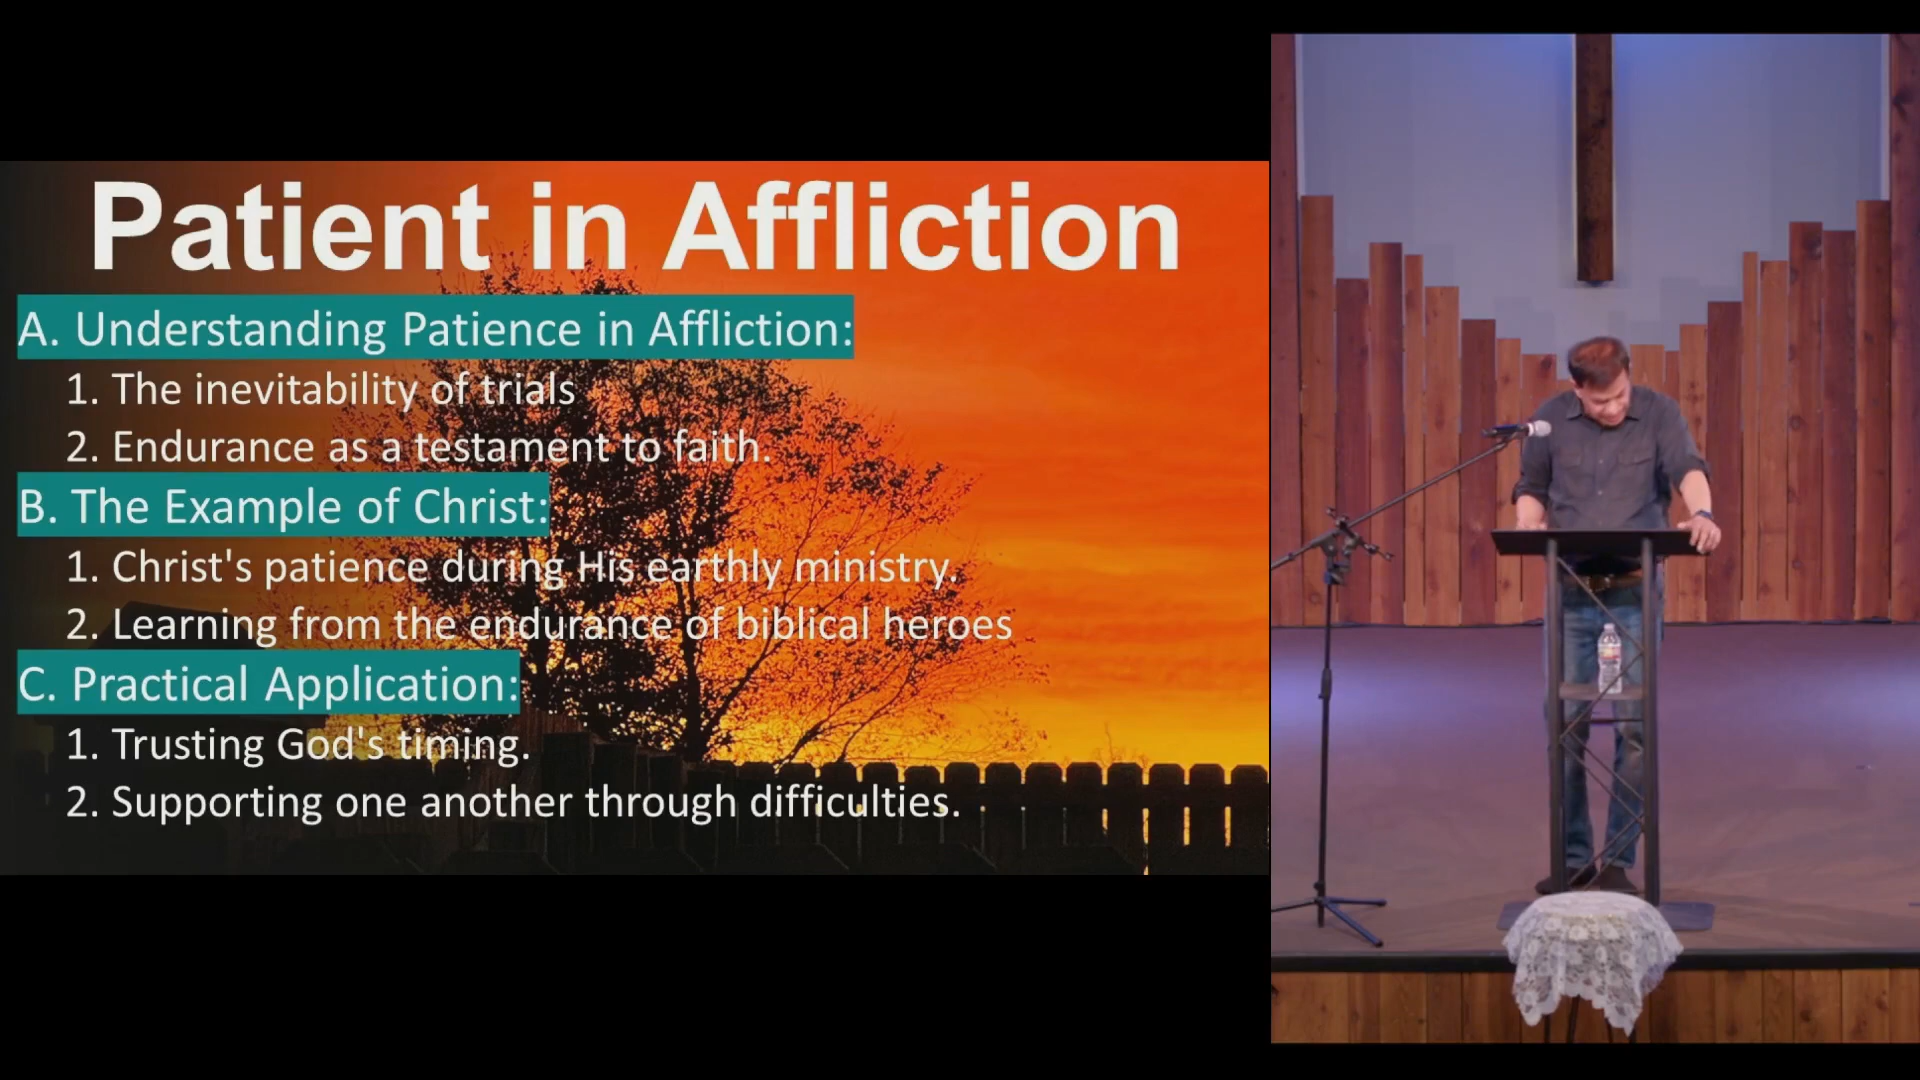 Patient in Affliction
A. Understanding Patience in Affliction:
1. The inevitability of trials
2. Endurance as a testament to faith.
B. The Example of Christ:
1. Christ's patience during His earthly ministry.
2. Learning from the endurance of biblical heroes
C. Practical Application:
1. Trusting God's timing.
2. Supporting one another through difficulties.